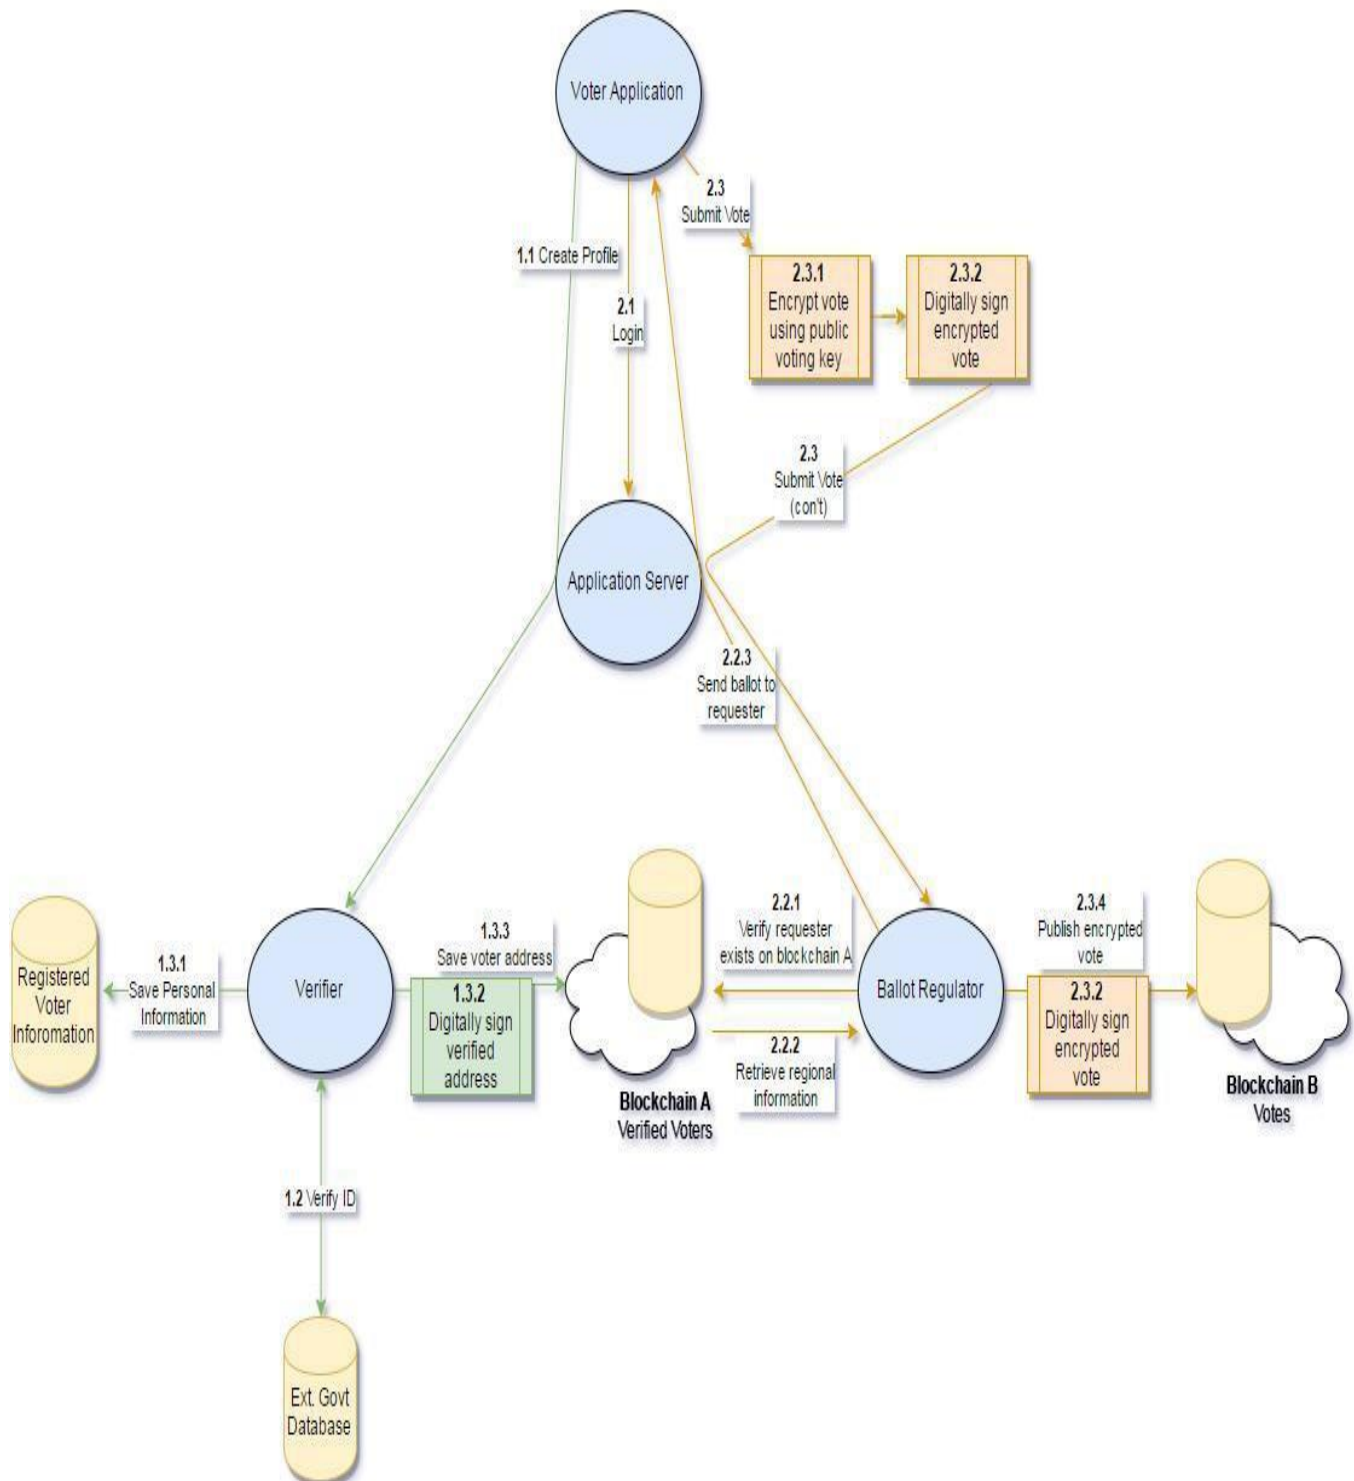 Voter Application
2.3
Submit Vote
1.1 Create Profile
2.1
Login
2.3.1
Encrypt vote
using public
voting key
2.3.2
Digitally sign
encrypted
vote
2.3
Submit Vote
(con't)
Application Server
2.2.3
Send ballot to
requester
Registered
Voter
Inforomation
1.3.1
Save Personal
Information
Verifier
1.3.3
Save voter address
1.3.2
Digitally sign
verified
address
Blockchain A
Verified Voters
2.2.1
Verify requester
exists on blockchain A
2.2.2
Retrieve regional
information
Ballot Regulator
2.3.4
Publish encrypted
vote
2.3.2
Digitally sign
encrypted
vote
Blockchain B
Votes
1.2 Verify ID
Ext. Govt
Database